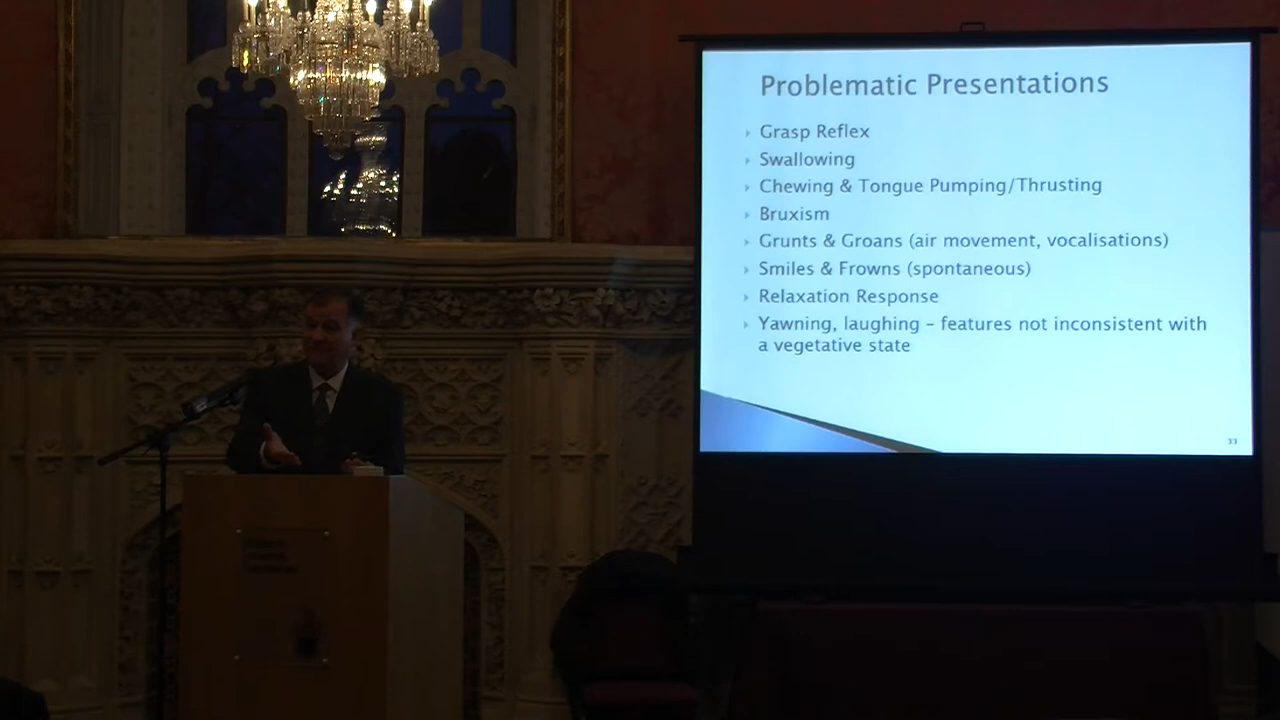 Problematic Presentations
Grasp Reflex
Swallowing
Chewing & Tongue Pumping/Thrusting
Bruxism
Grunts & Groans (air movement, vocalisations)
Smiles & Frowns (spontaneous)
Relaxation Response
Yawning, laughing – features not inconsistent with
a vegetative state
33